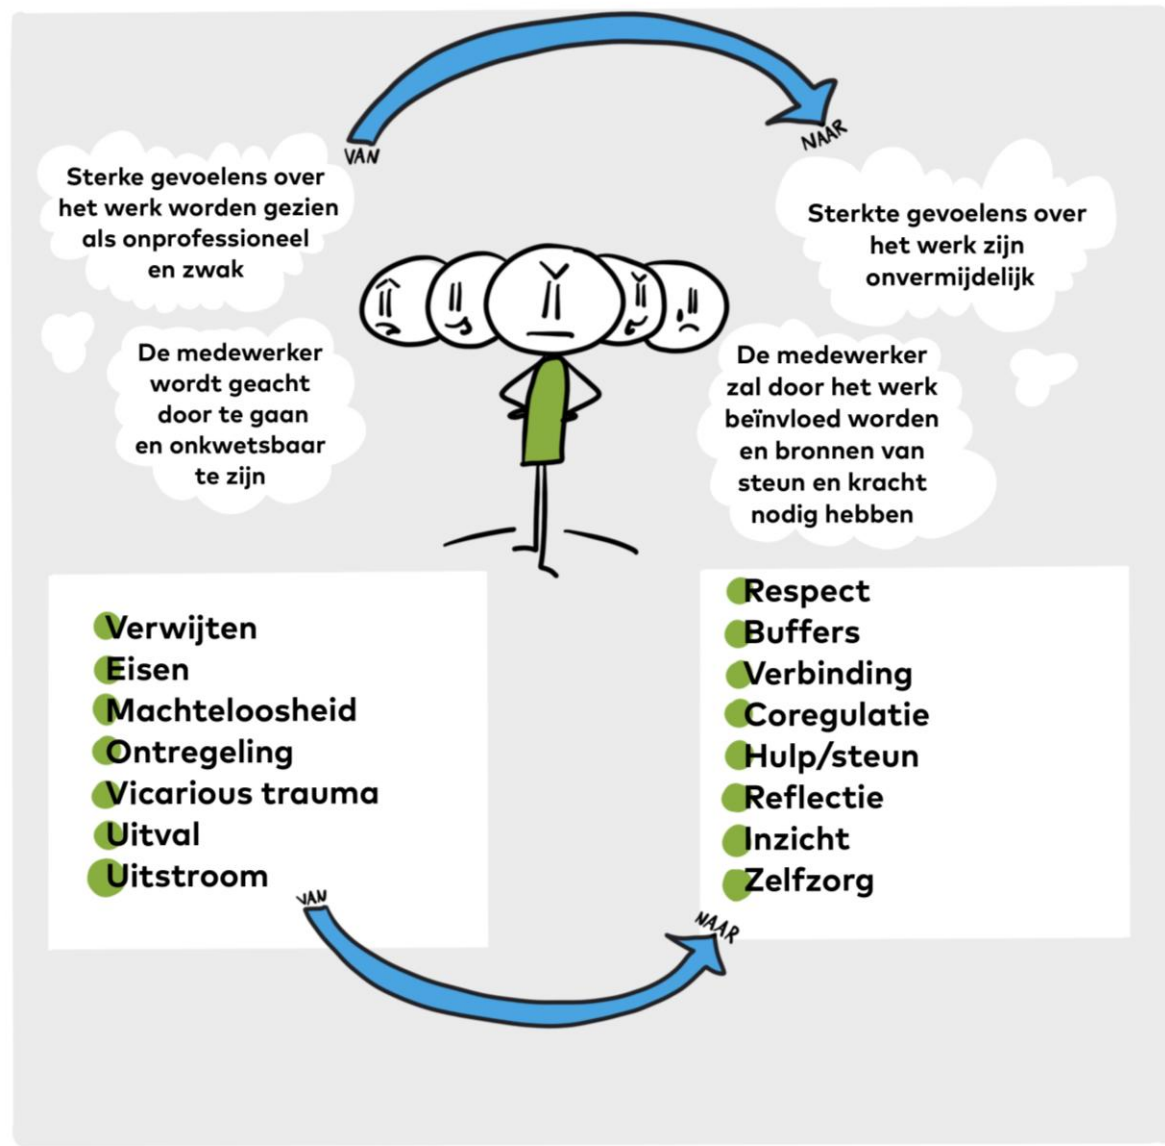 VAN
NAAR
Sterke gevoelens over
het werk worden gezien
als onprofessioneel
en zwak
De medewerker
wordt geacht
door te gaan
en onkwetsbaar
te zijn
Sterkte gevoelens over
het werk zijn
onvermijdelijk
De medewerker
zal door het werk
beïnvloed worden
en bronnen van
steun en kracht
nodig hebben
Verwijten
Eisen
Machteloosheid
Ontregeling
Vicarious trauma
Uitval
Uitstroom
VAN
Respect
Buffers
Verbinding
Coregulatie
Hulp/steun
Reflectie
Inzicht
Zelfzorg
NAAR